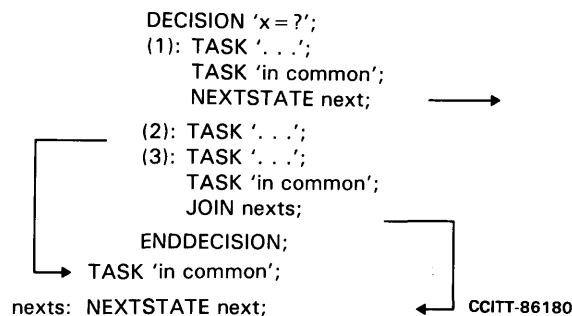 DECISION ‘x = ?’;
(1): TASK ‘. . .’;
TASK ‘in common’;
NEXTSTATE next;
(2): TASK ‘. . .’;
(3): TASK ‘. . .’;
TASK ‘in common’;
JOIN nexts;
ENDDECISION;
TASK ‘in common’;
nexts: NEXTSTATE next;
CCITT-86180